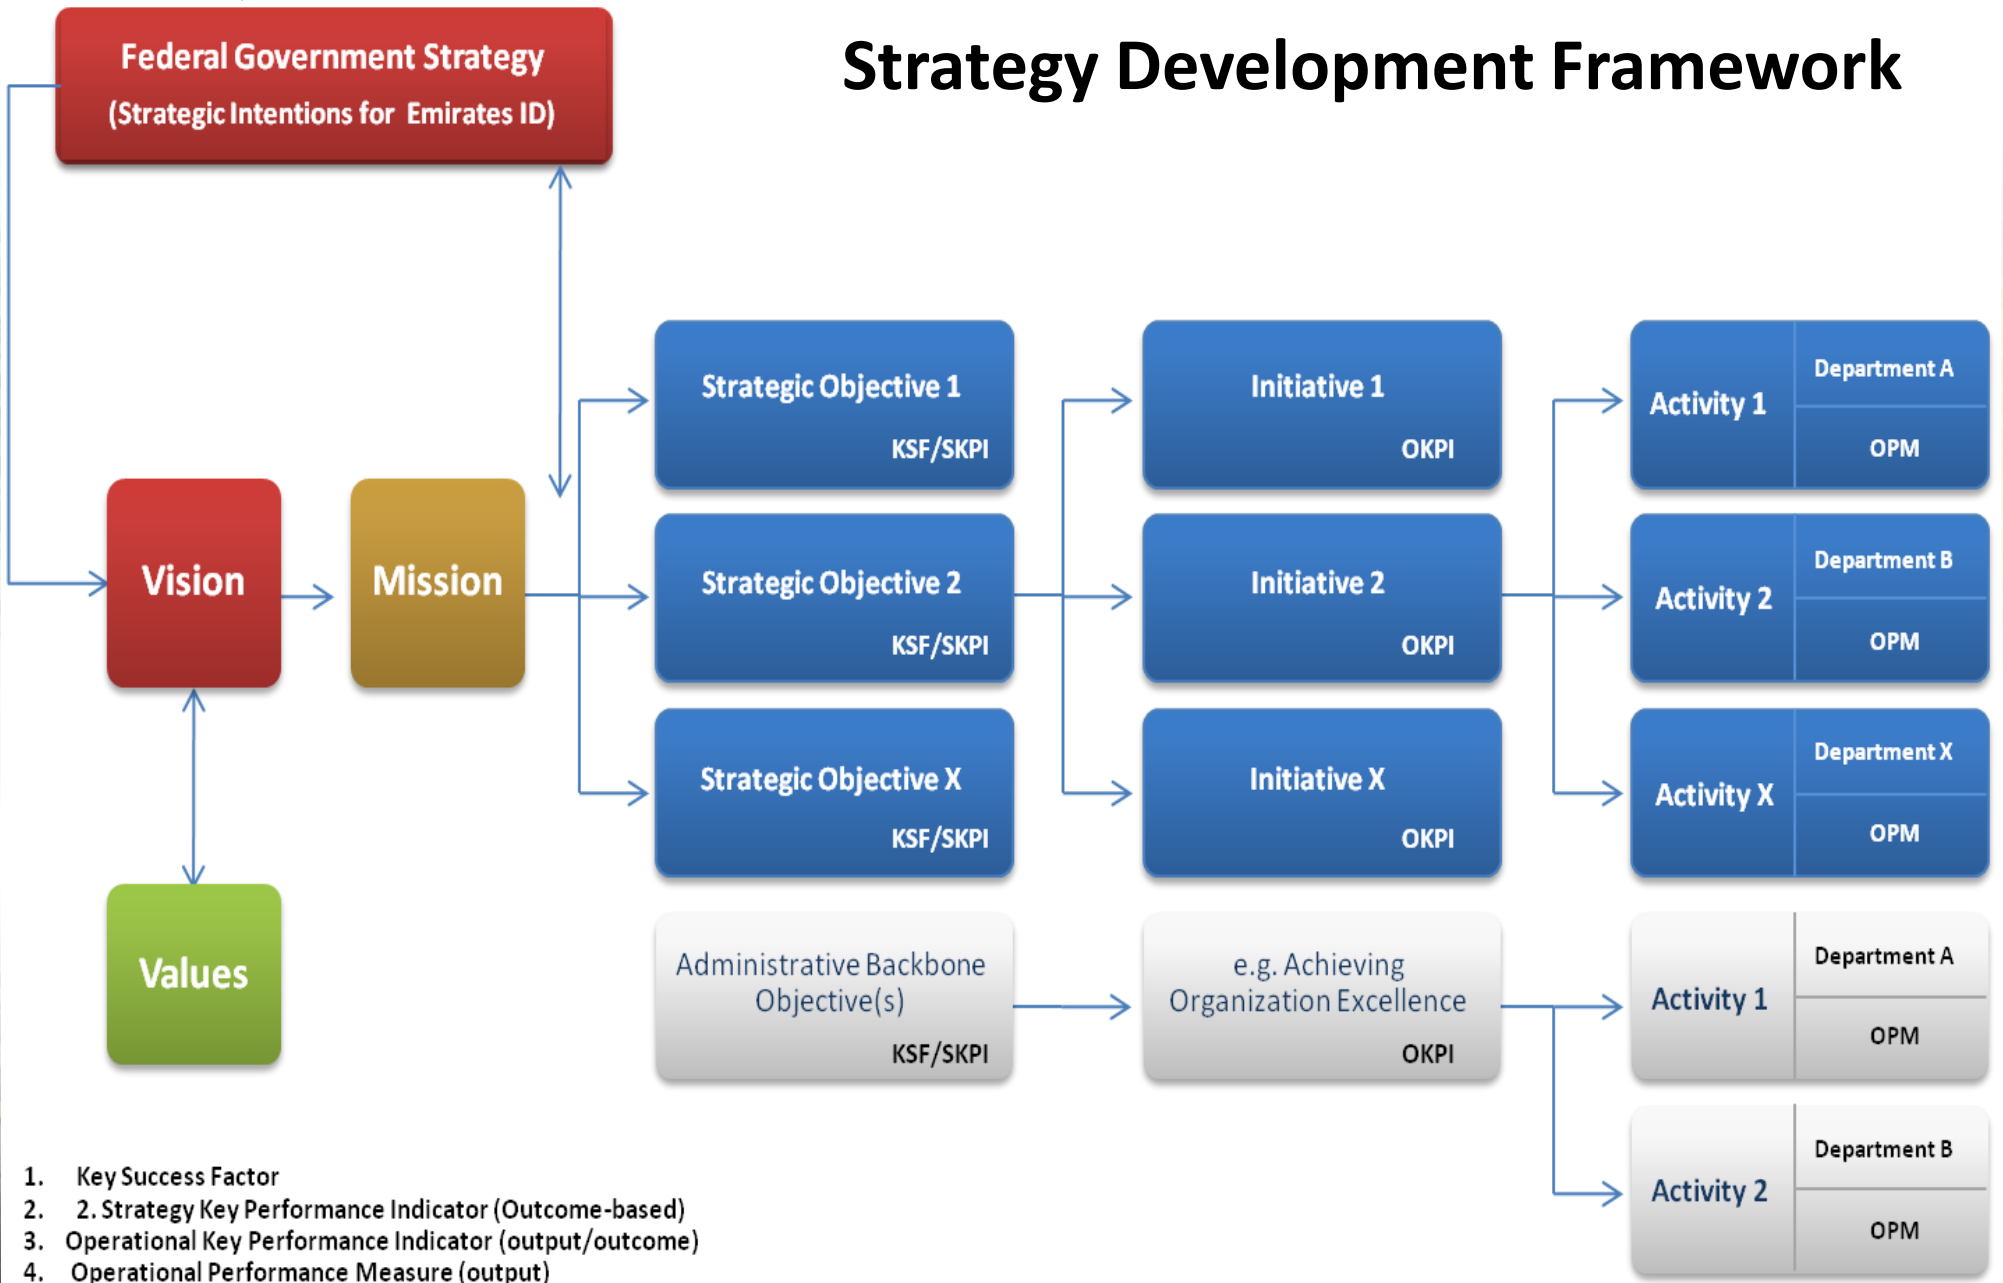 Strategy Development Framework
Federal Government Strategy
(Strategic Intentions for Emirates ID)
Vision
Mission
Values
Strategic Objective 1
KSF/SKPI
Initiative 1
OKPI
Activity 1
Department A
OPM
Strategic Objective 2
KSF/SKPI
Initiative 2
OKPI
Activity 2
Department B
OPM
Strategic Objective X
KSF/SKPI
Initiative X
OKPI
Activity X
Department X
OPM
Administrative Backbone
Objective(s)
KSF/SKPI
e.g. Achieving
Organization Excellence
OKPI
Activity 1
Department A
OPM
Activity 2
Department B
OPM
1. Key Success Factor
2. 2. Strategy Key Performance Indicator (Outcome-based)
3. Operational Key Performance Indicator (output/outcome)
4. Operational Performance Measure (output)